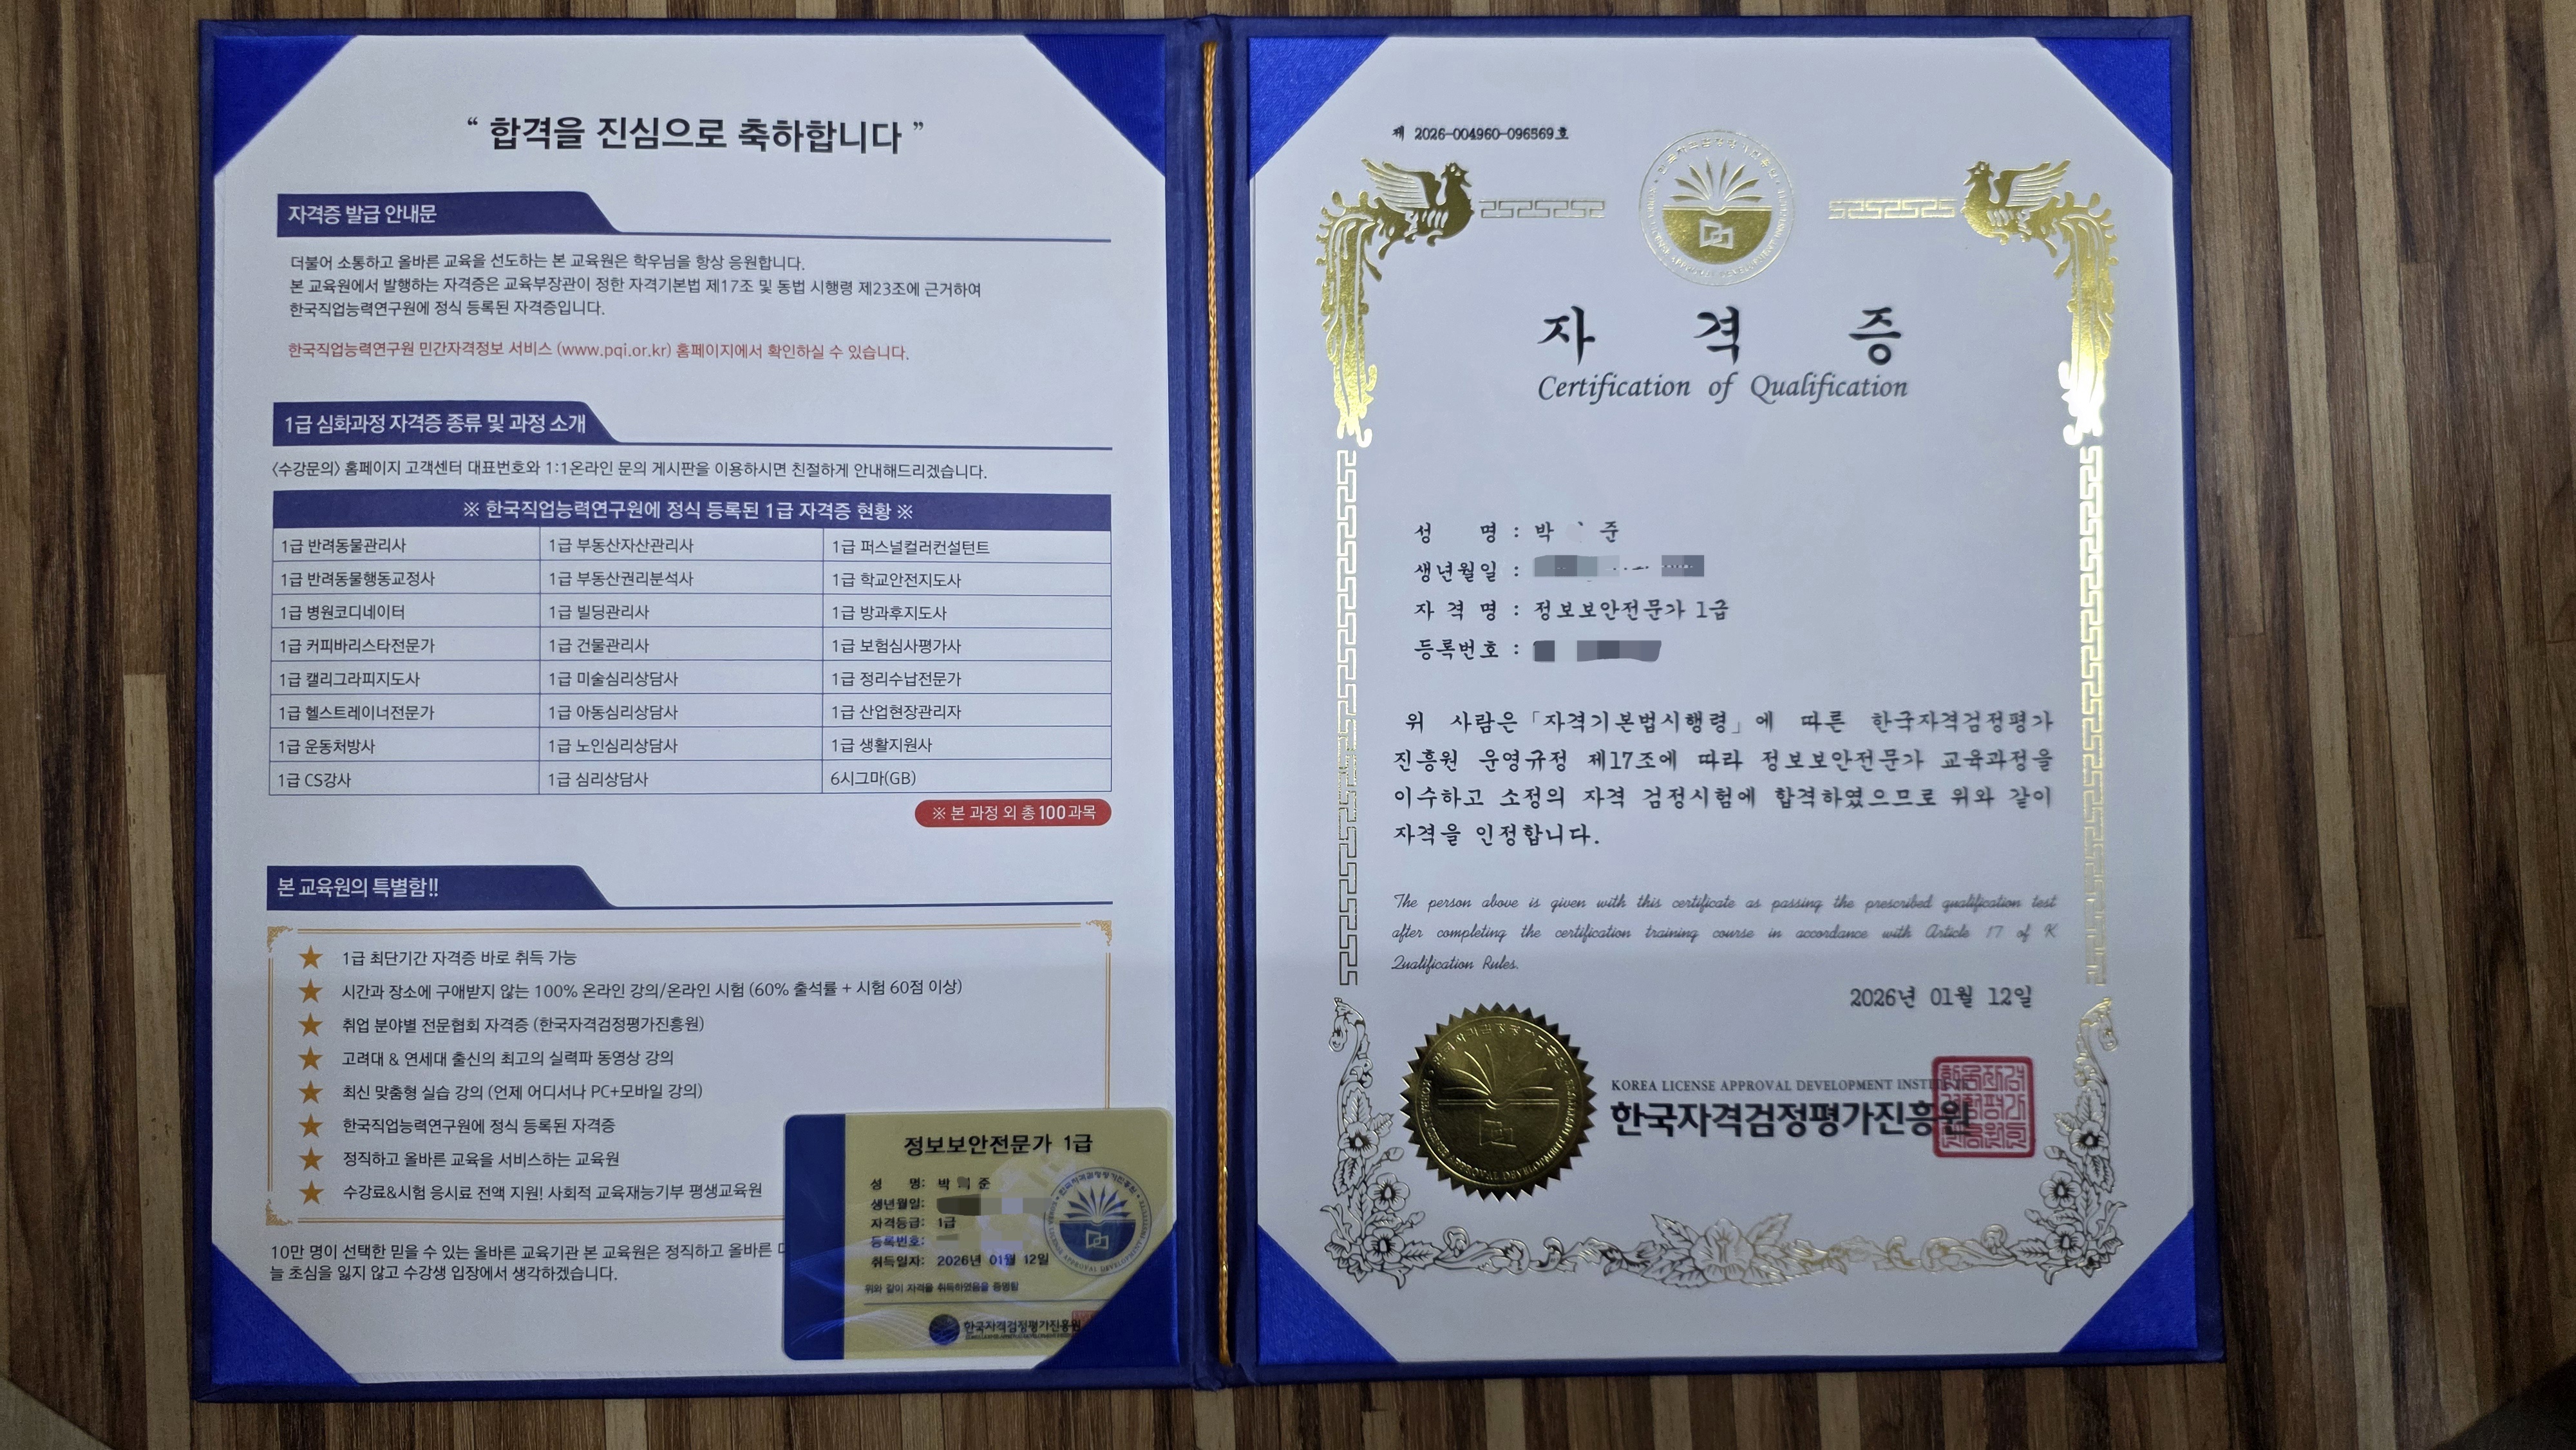 “ 합격을 진심으로 축하합니다 ”
자격증 발급 안내문
더불어 소통하고 올바른 교육을 선도하는 본 교육원은 학우님을 항상 응원합니다.
본 교육원에서 발행하는 자격증은 교육부장관이 정한 자격기본법 제17조 및 동법 시행령 제23조에 근거하여
한국직업능력연구원에 정식 등록된 자격증입니다.
한국직업능력연구원 민간자격정보 서비스 (www.pqi.or.kr) 홈페이지에서 확인하실 수 있습니다.
1급 심화과정 자격증 종류 및 과정 소개
<수강문의> 홈페이지 고객센터 대표번호와 1:1온라인 문의 게시판을 이용하시면 친절하게 안내해드리겠습니다.
※ 한국직업능력연구원에 정식 등록된 1급 자격증 현황 ※
1급 반려동물관리사 1급 부동산자산관리사 1급 퍼스널컬러컨설턴트
1급 반려동물행동교정사 1급 부동산권리분석사 1급 학교안전지도사
1급 병원코디네이터 1급 빌딩관리사 1급 방과후지도사
1급 커피바리스타전문가 1급 건물관리사 1급 보험심사평가사
1급 캘리그라피지도사 1급 미술심리상담사 1급 정리수납전문가
1급 헬스트레이너전문가 1급 아동심리상담사 1급 산업현장관리자
1급 운동처방사 1급 노인심리상담사 1급 생활지원사
1급 CS강사 1급 심리상담사 6시그마(GB)
※ 본 과정 외 총 100과목
본 교육원의 특별함!!
1급 최단기간 자격증 바로 취득 가능
시간과 장소에 구애받지 않는 100% 온라인 강의/온라인 시험 (60% 출석률 + 시험 60점 이상)
취업 분야별 전문협회 자격증 (한국자격검정평가진흥원)
고려대 & 연세대 출신의 최고의 실력파 동영상 강의
최신 맞춤형 실습 강의 (언제 어디서나 PC+모바일 강의)
한국직업능력연구원에 정식 등록된 자격증
정직하고 올바른 교육을 서비스하는 교육원
수강료&시험 응시료 전액 지원! 사회적 교육재능기부 평생교육원
10만 명이 선택한 믿을 수 있는 올바른 교육기관 본 교육원은 정직하고 올바른
늘 초심을 잃지 않고 수강생 입장에서 생각하겠습니다.
정보보안전문가 1급
성 명: 박 준
생년월일:
자격등급: 1급
등록번호:
취득일자: 2026년 01월 12일
위와 같이 자격을 취득하였음을 증명함
한국자격검정평가진흥원
제 2026-004960-096569호
자 격 증
Certification of Qualification
성 명 : 박 준
생년월일 :
자 격 명 : 정보보안전문가 1급
등록번호 :
위 사람은 「자격기본법시행령」에 따른 한국자격검정평가
진흥원 운영규정 제17조에 따라 정보보안전문가 교육과정을
이수하고 소정의 자격 검정시험에 합격하였으므로 위와 같이
자격을 인정합니다.
The person above is given with this certificate as passing the prescribed qualification test
after completing the certification training course in accordance with Article 17 of K
Qualification Rules.
2026년 01월 12일
KOREA LICENSE APPROVAL DEVELOPMENT INSTITUTE
한국자격검정평가진흥원